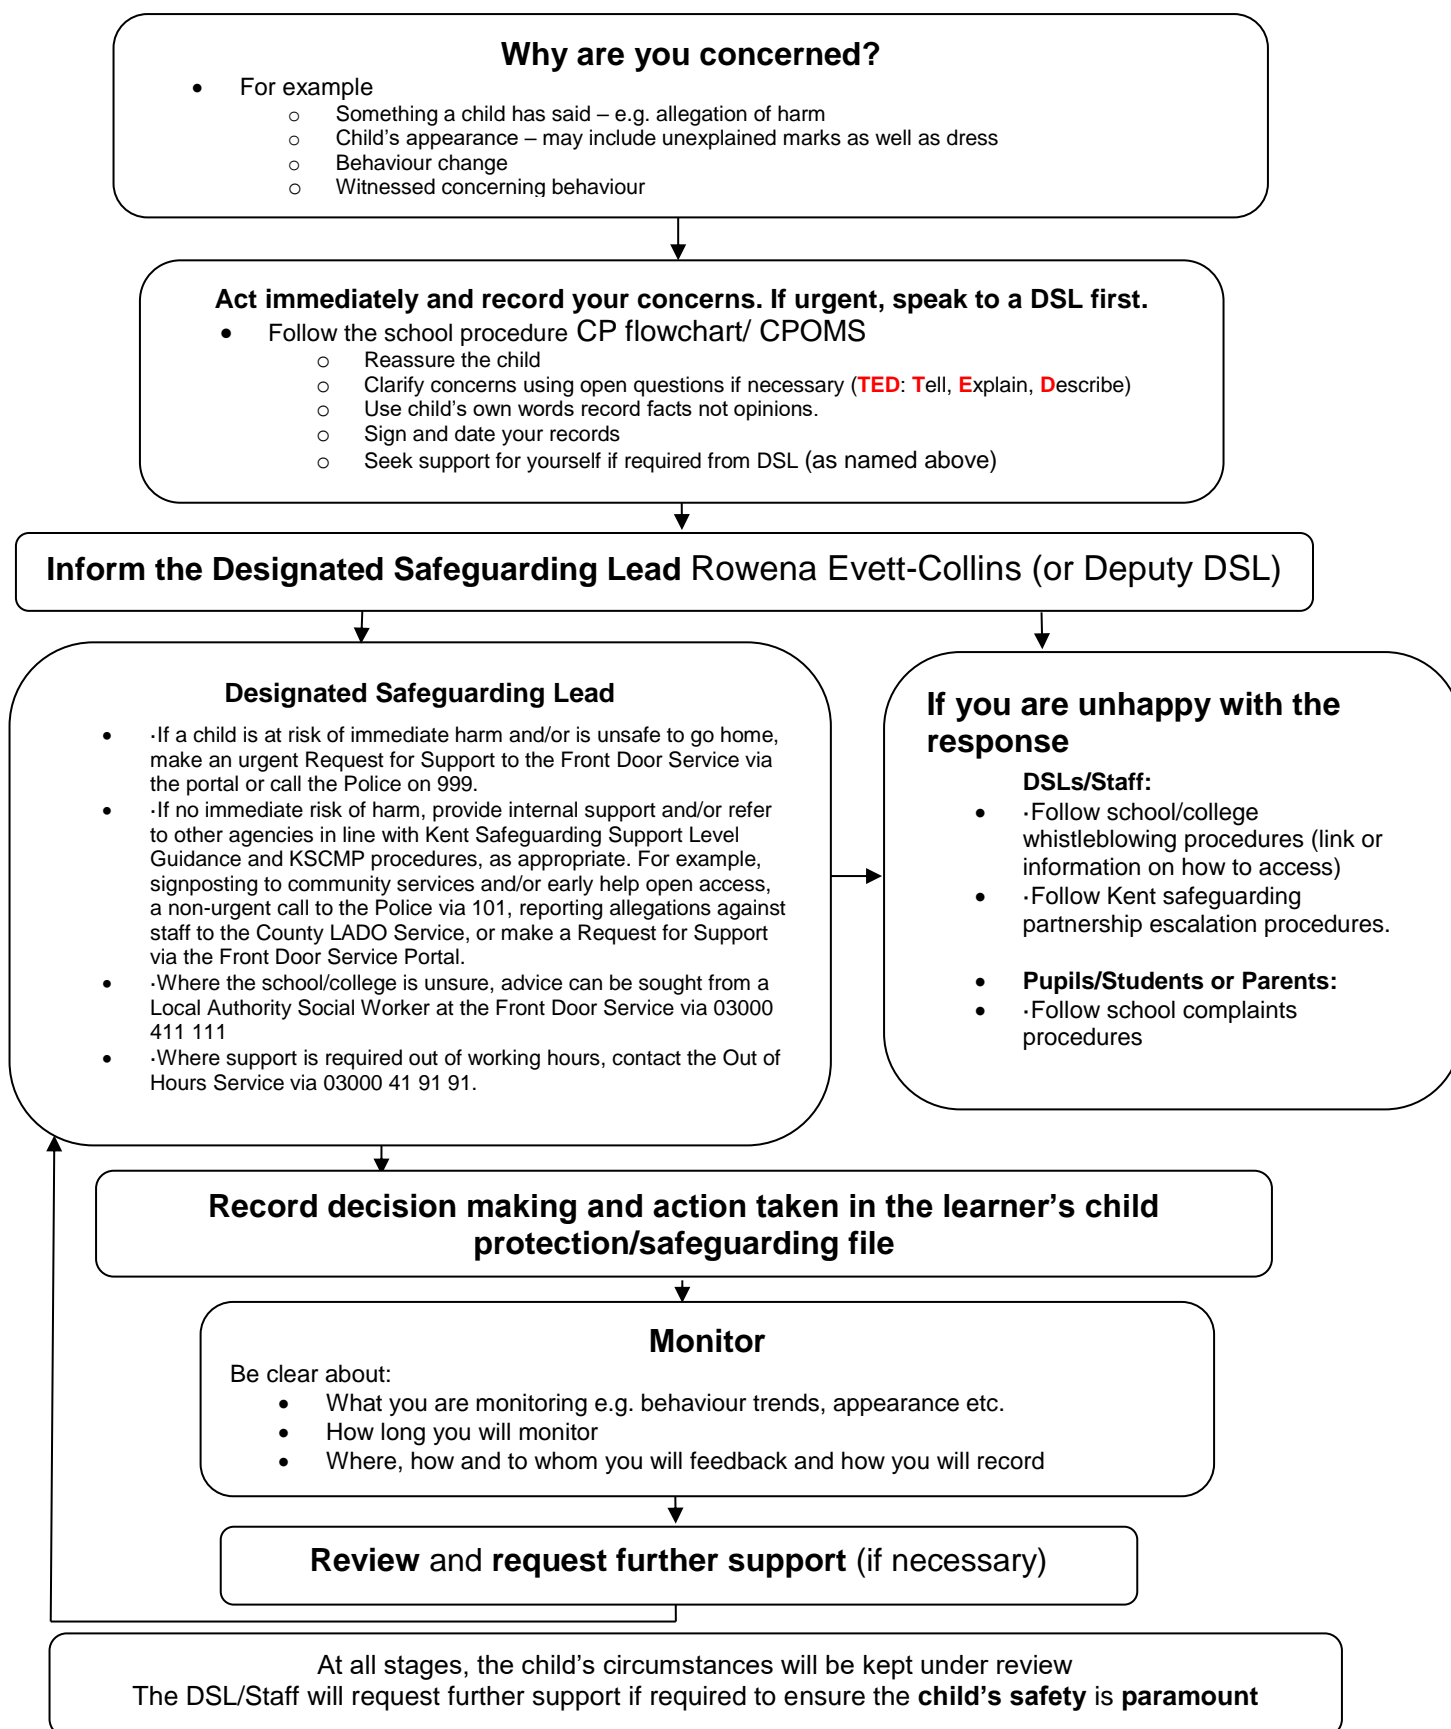 Why are you concerned?
• For example
o Something a child has said – e.g. allegation of harm
o Child's appearance – may include unexplained marks as well as dress
o Behaviour change
o Witnessed concerning behaviour
Act immediately and record your concerns. If urgent, speak to a DSL first.
• Follow the school procedure CP flowchart/ CPOMS
o Reassure the child
o Clarify concerns using open questions if necessary (TED: Tell, Explain, Describe)
o Use child's own words record facts not opinions.
o Sign and date your records
o Seek support for yourself if required from DSL (as named above)
Inform the Designated Safeguarding Lead Rowena Evett-Collins (or Deputy DSL)
Designated Safeguarding Lead
• ·If a child is at risk of immediate harm and/or is unsafe to go home,
make an urgent Request for Support to the Front Door Service via
the portal or call the Police on 999.
• ·If no immediate risk of harm, provide internal support and/or refer
to other agencies in line with Kent Safeguarding Support Level
Guidance and KSCMP procedures, as appropriate. For example,
signposting to community services and/or early help open access,
a non-urgent call to the Police via 101, reporting allegations against
staff to the County LADO Service, or make a Request for Support
via the Front Door Service Portal.
• ·Where the school/college is unsure, advice can be sought from a
Local Authority Social Worker at the Front Door Service via 03000
411 111
• ·Where support is required out of working hours, contact the Out of
Hours Service via 03000 41 91 91.
If you are unhappy with the
response
DSLs/Staff:
• ·Follow school/college
whistleblowing procedures (link or
information on how to access)
• ·Follow Kent safeguarding
partnership escalation procedures.
• Pupils/Students or Parents:
• ·Follow school complaints
procedures
Record decision making and action taken in the learner's child
protection/safeguarding file
Monitor
Be clear about:
• What you are monitoring e.g. behaviour trends, appearance etc.
• How long you will monitor
• Where, how and to whom you will feedback and how you will record
Review and request further support (if necessary)
At all stages, the child's circumstances will be kept under review
The DSL/Staff will request further support if required to ensure the child's safety is paramount